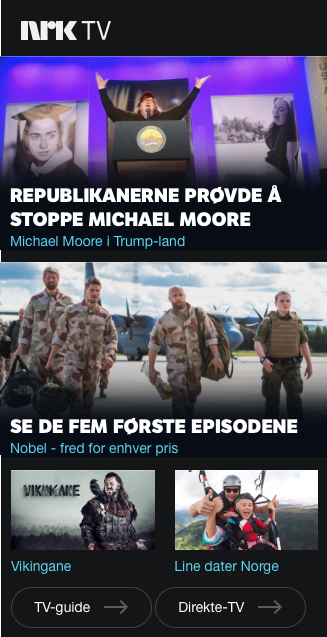 nrk TV
REPUBLIKANERNE PRØVDE Å
STOPPE MICHAEL MOORE
Michael Moore i Trump-land
SE DE FEM FØRSTE EPISODENE
Nobel - fred for enhver pris
VIKINGANE
Vikingane
Line dater Norge
TV-guide
Direkte-TV